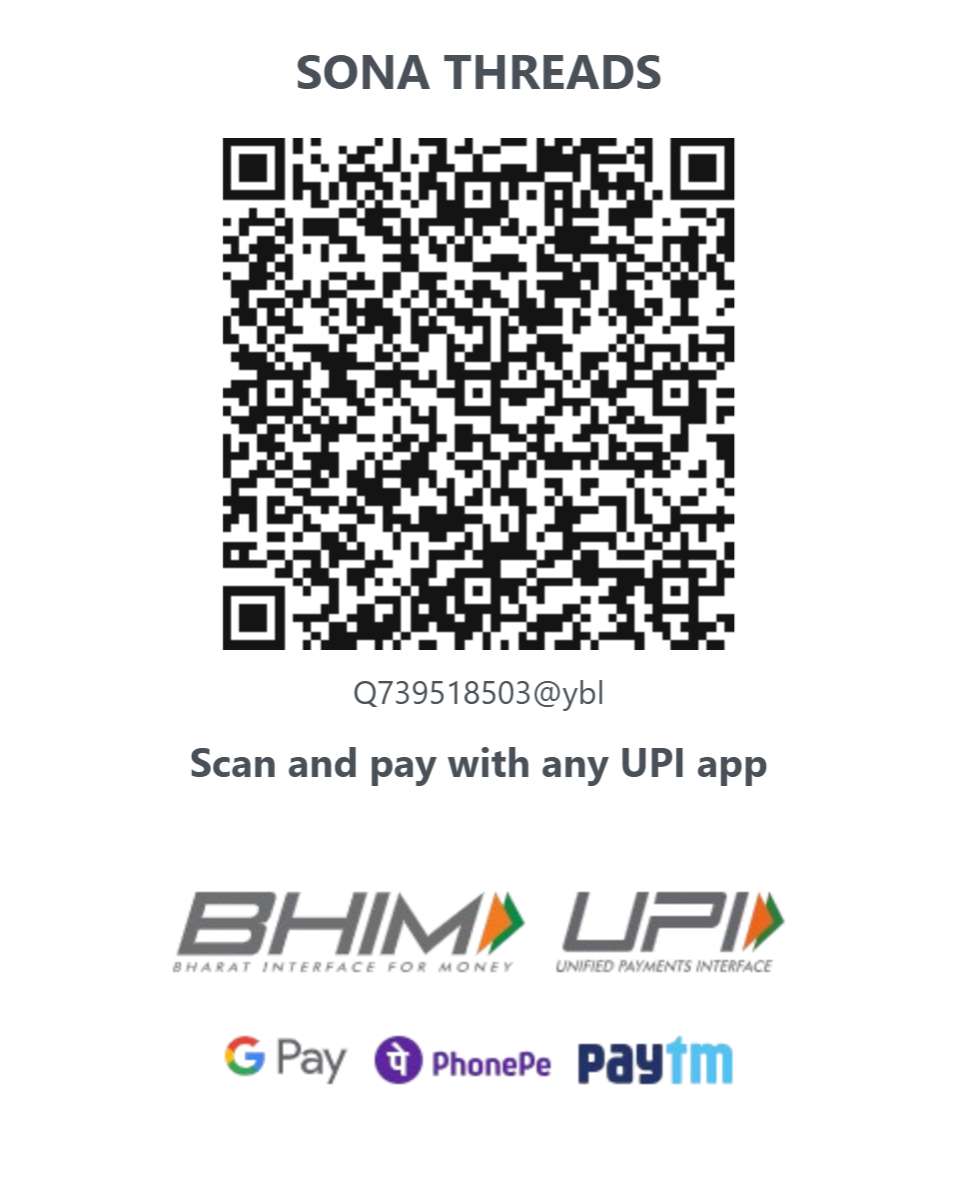 SONA THREADS
Q739518503@ybl
Scan and pay with any UPI app
BHIM UPI
BHARAT INTERFACE FOR MONEY UNIFIED PAYMENTS INTERFACE
G Pay पे PhonePe paytm